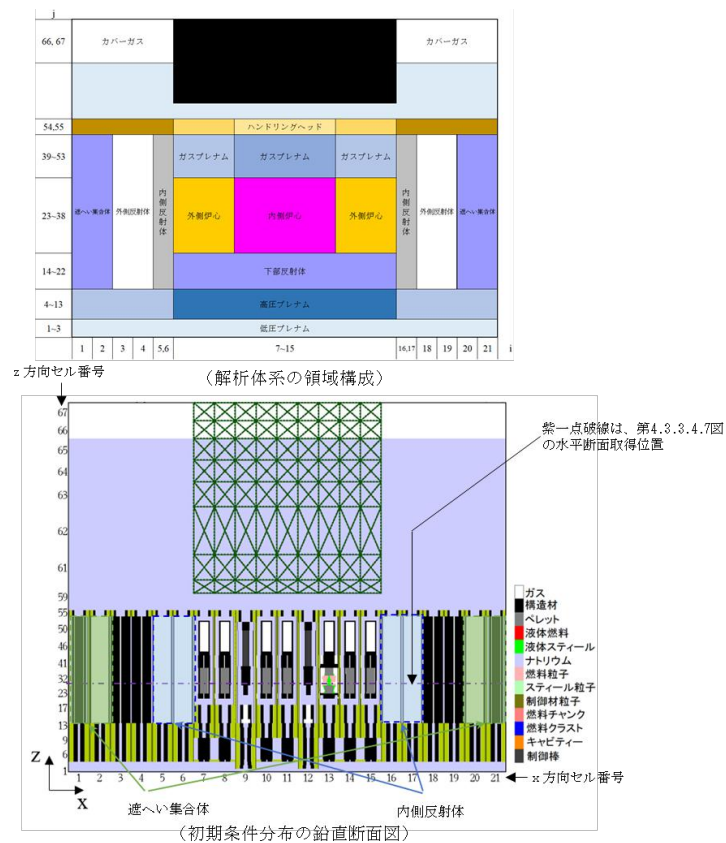 j
66, 67
カバーガス
カバーガス
54,55
ハンドリングヘッド
39~53
ガスプレナム
ガスプレナム
ガスプレナム
23~38
遮へい集合体
外側反射体
内側反射体
外側炉心
内側炉心
外側炉心
内側反射体
外側反射体
遮へい集合体
14~22
下部反射体
4~13
高圧プレナム
1~3
低圧プレナム
1 2 3 4 5,6 7~15 16,17 18 19 20 21 i
(解析体系の領域構成)
z 方向セル番号
67
66
65
64
63
62
61
59
55
50
46
41
32
23
17
13
9
6
1
紫一点破線は、第4.3.3.4.7図
の水平断面取得位置
ガス
構造材
ペレット
液体燃料
液体スティール
ナトリウム
燃料粒子
スティール粒子
制御材粒子
燃料チャンク
燃料クラスト
キャビティー
制御棒
Z
X
1 2 3 4 5 6 7 8 9 10 11 12 13 14 15 16 17 18 19 20 21
x 方向セル番号
遮へい集合体
内側反射体
(初期条件分布の鉛直断面図)